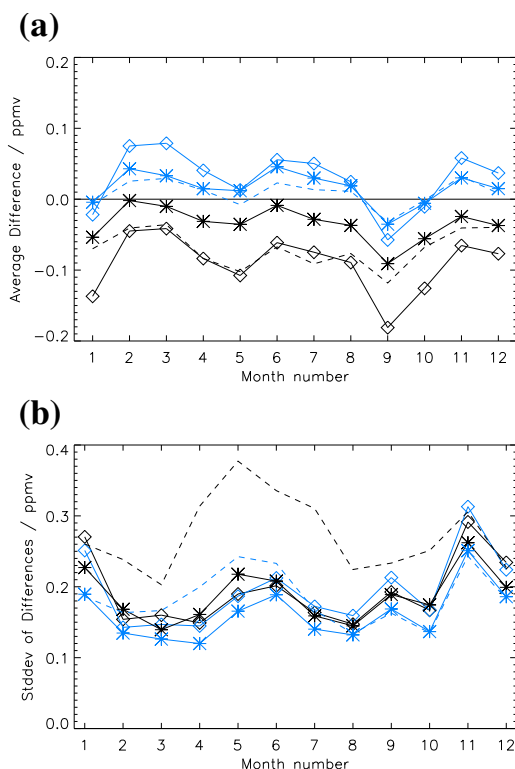 (a)
Average Difference / ppmv
0.2
0.1
0.0
-0.1
-0.2
1 2 3 4 5 6 7 8 9 10 11 12
Month number
(b)
Stddev of Differences / ppmv
0.4
0.3
0.2
0.1
0.0
1 2 3 4 5 6 7 8 9 10 11 12
Month number